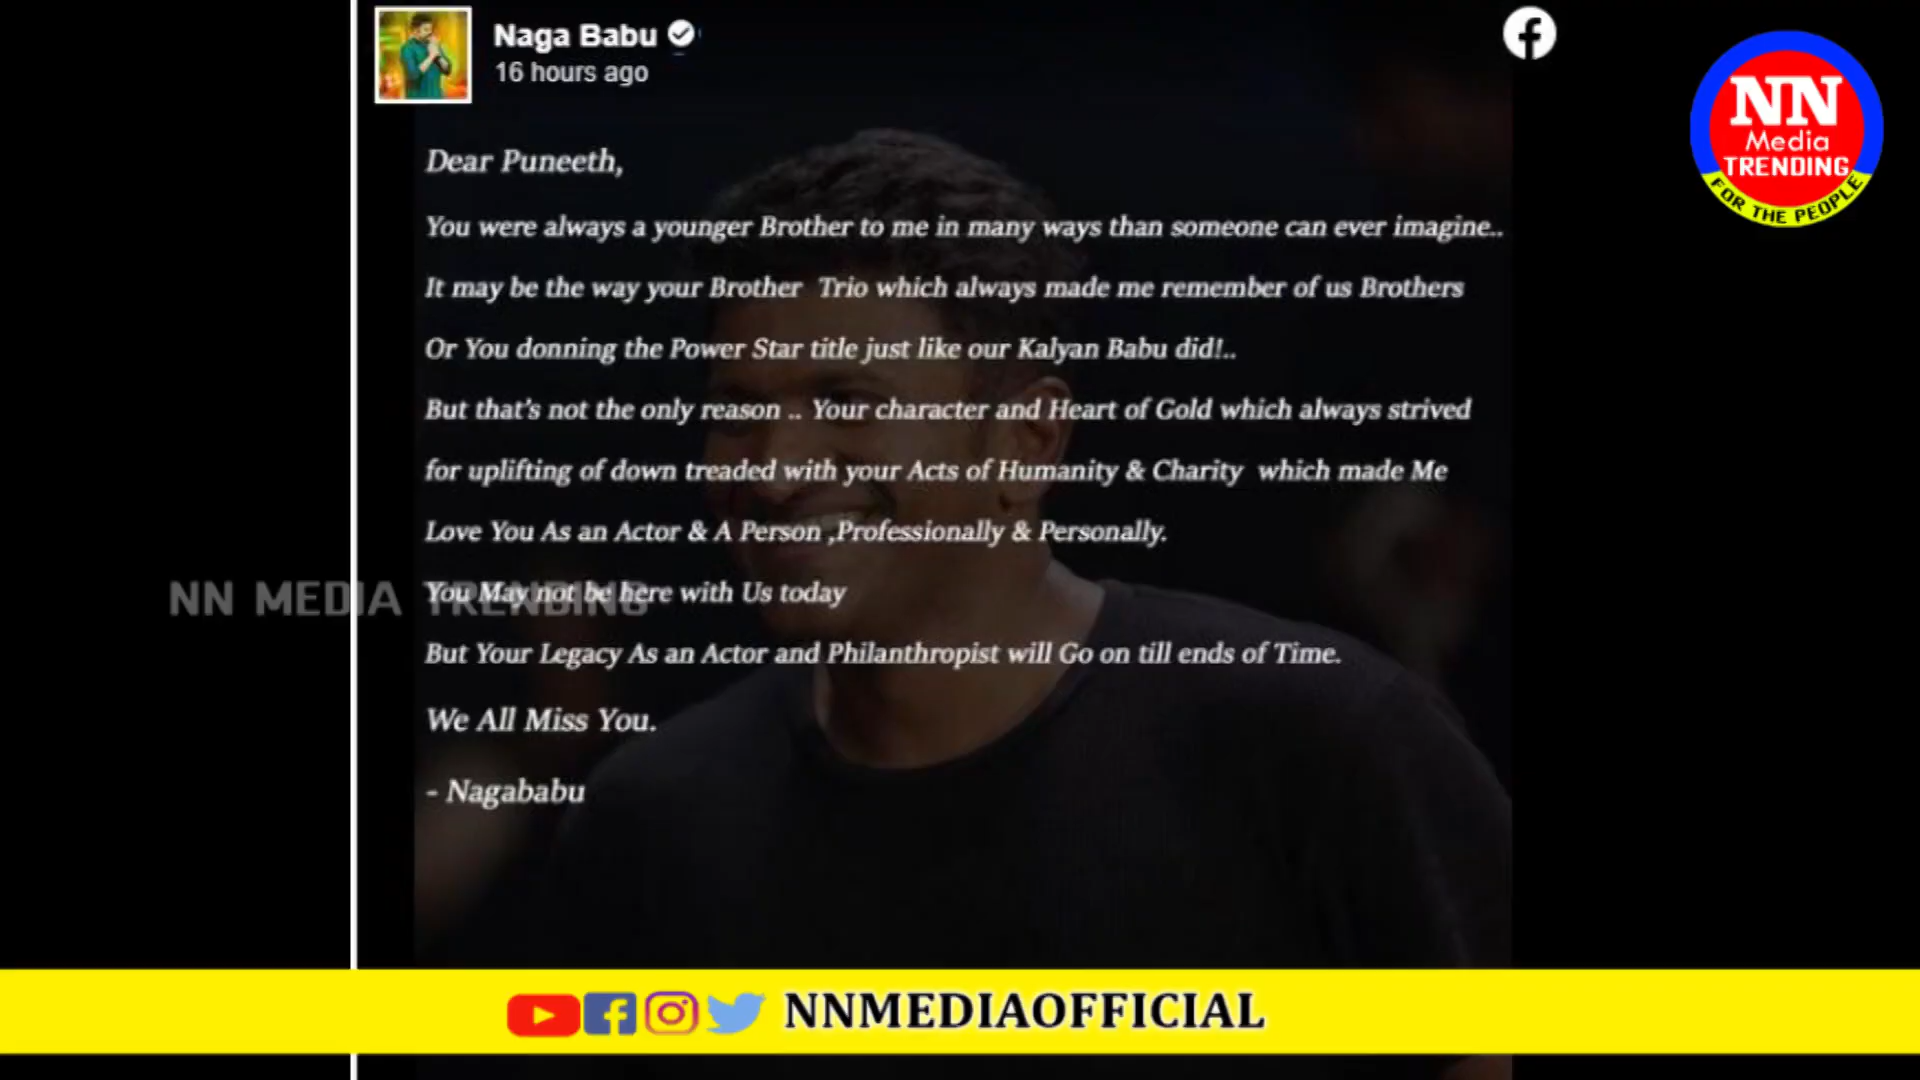 Naga Babu
16 hours ago
NN
Media
TRENDING
FOR THE PEOPLE
Dear Puneeth,
You were always a younger Brother to me in many ways than someone can ever imagine..
It may be the way your Brother Trio which always made me remember of us Brothers
Or You donning the Power Star title just like our Kalyan Babu did!..
But that's not the only reason .. Your character and Heart of Gold which always strived
for uplifting of down treaded with your Acts of Humanity & Charity which made Me
Love You As an Actor & A Person ,Professionally & Personally.
You May not be here with Us today
NN MEDIA TRENDING
But Your Legacy As an Actor and Philanthropist will Go on till ends of Time.
We All Miss You.
- Nagababu
NNMEDIAOFFICIAL